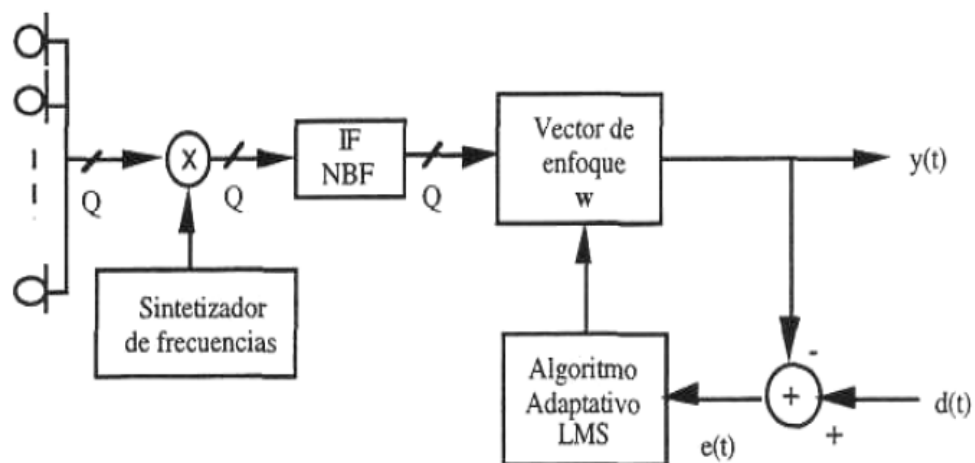 Q
X
Q
IF
NBF
Q
Vector de
enfoque
w
y(t)
Sintetizador
de frecuencias
Algoritmo
Adaptativo
LMS
-
+
+
d(t)
e(t)